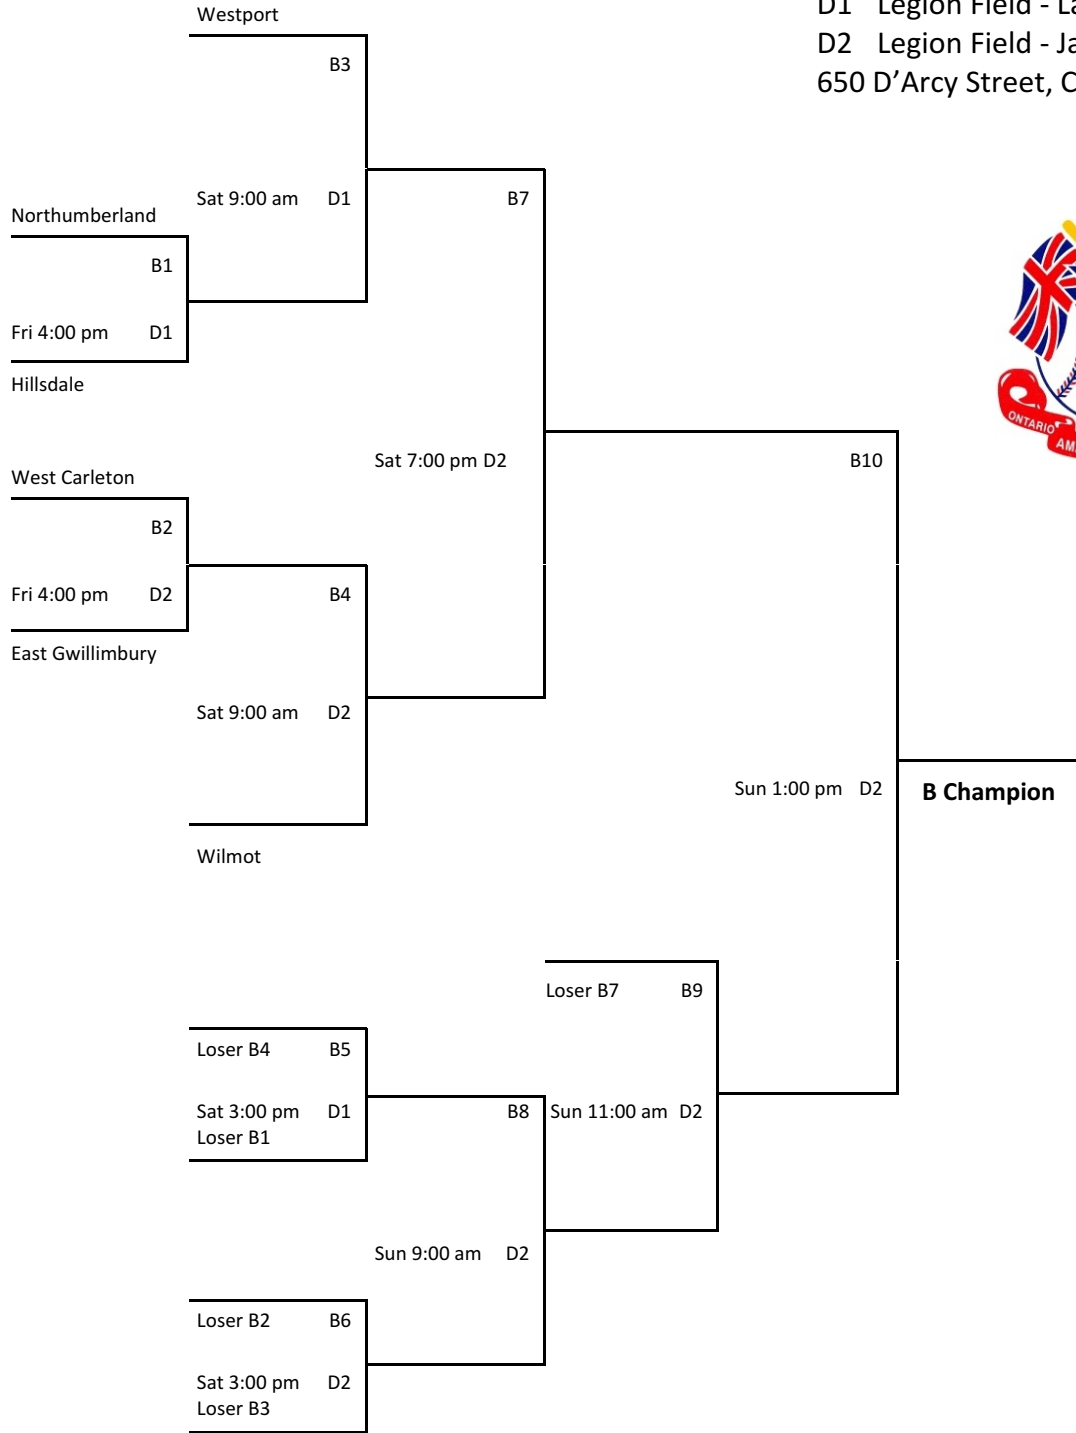 Westport
D1 Legion Field -
B3
D2 Legion Field -
650 D’Arcy Street,
Sat 9:00 am D1
B7
Northumberland
B1
Fri 4:00 pm D1
Hillsdale
ONTARIO
Sat 7:00 pm D2
B10
West Carleton
B2
Fri 4:00 pm D2
B4
East Gwillimbury
Sat 9:00 am D2
Sun 1:00 pm D2
B Champion
Wilmot
Loser B7 B9
Loser B4 B5
Sat 3:00 pm D1
B8
Sun 11:00 am D2
Loser B1
Sun 9:00 am D2
Loser B2 B6
Sat 3:00 pm D2
Loser B3